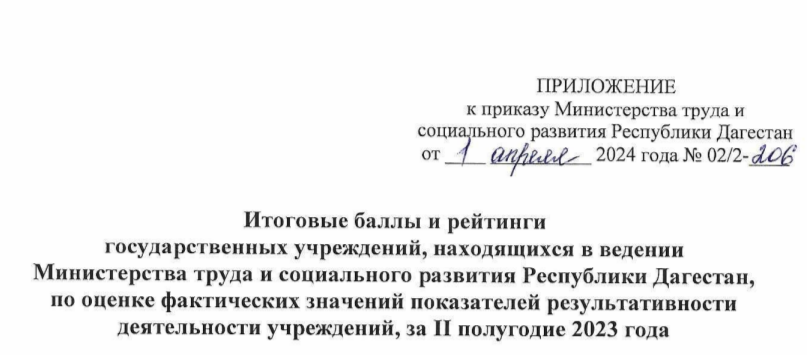 ПРИЛОЖЕНИЕ
к приказу Министерства труда и
социального развития Республики Дагестан
от 1 апреля 2024 года № 02/2-206
Итоговые баллы и рейтинги
государственных учреждений, находящихся в ведении
Министерства труда и социального развития Республики Дагестан,
по оценке фактических значений показателей результативности
деятельности учреждений, за II полугодие 2023 года